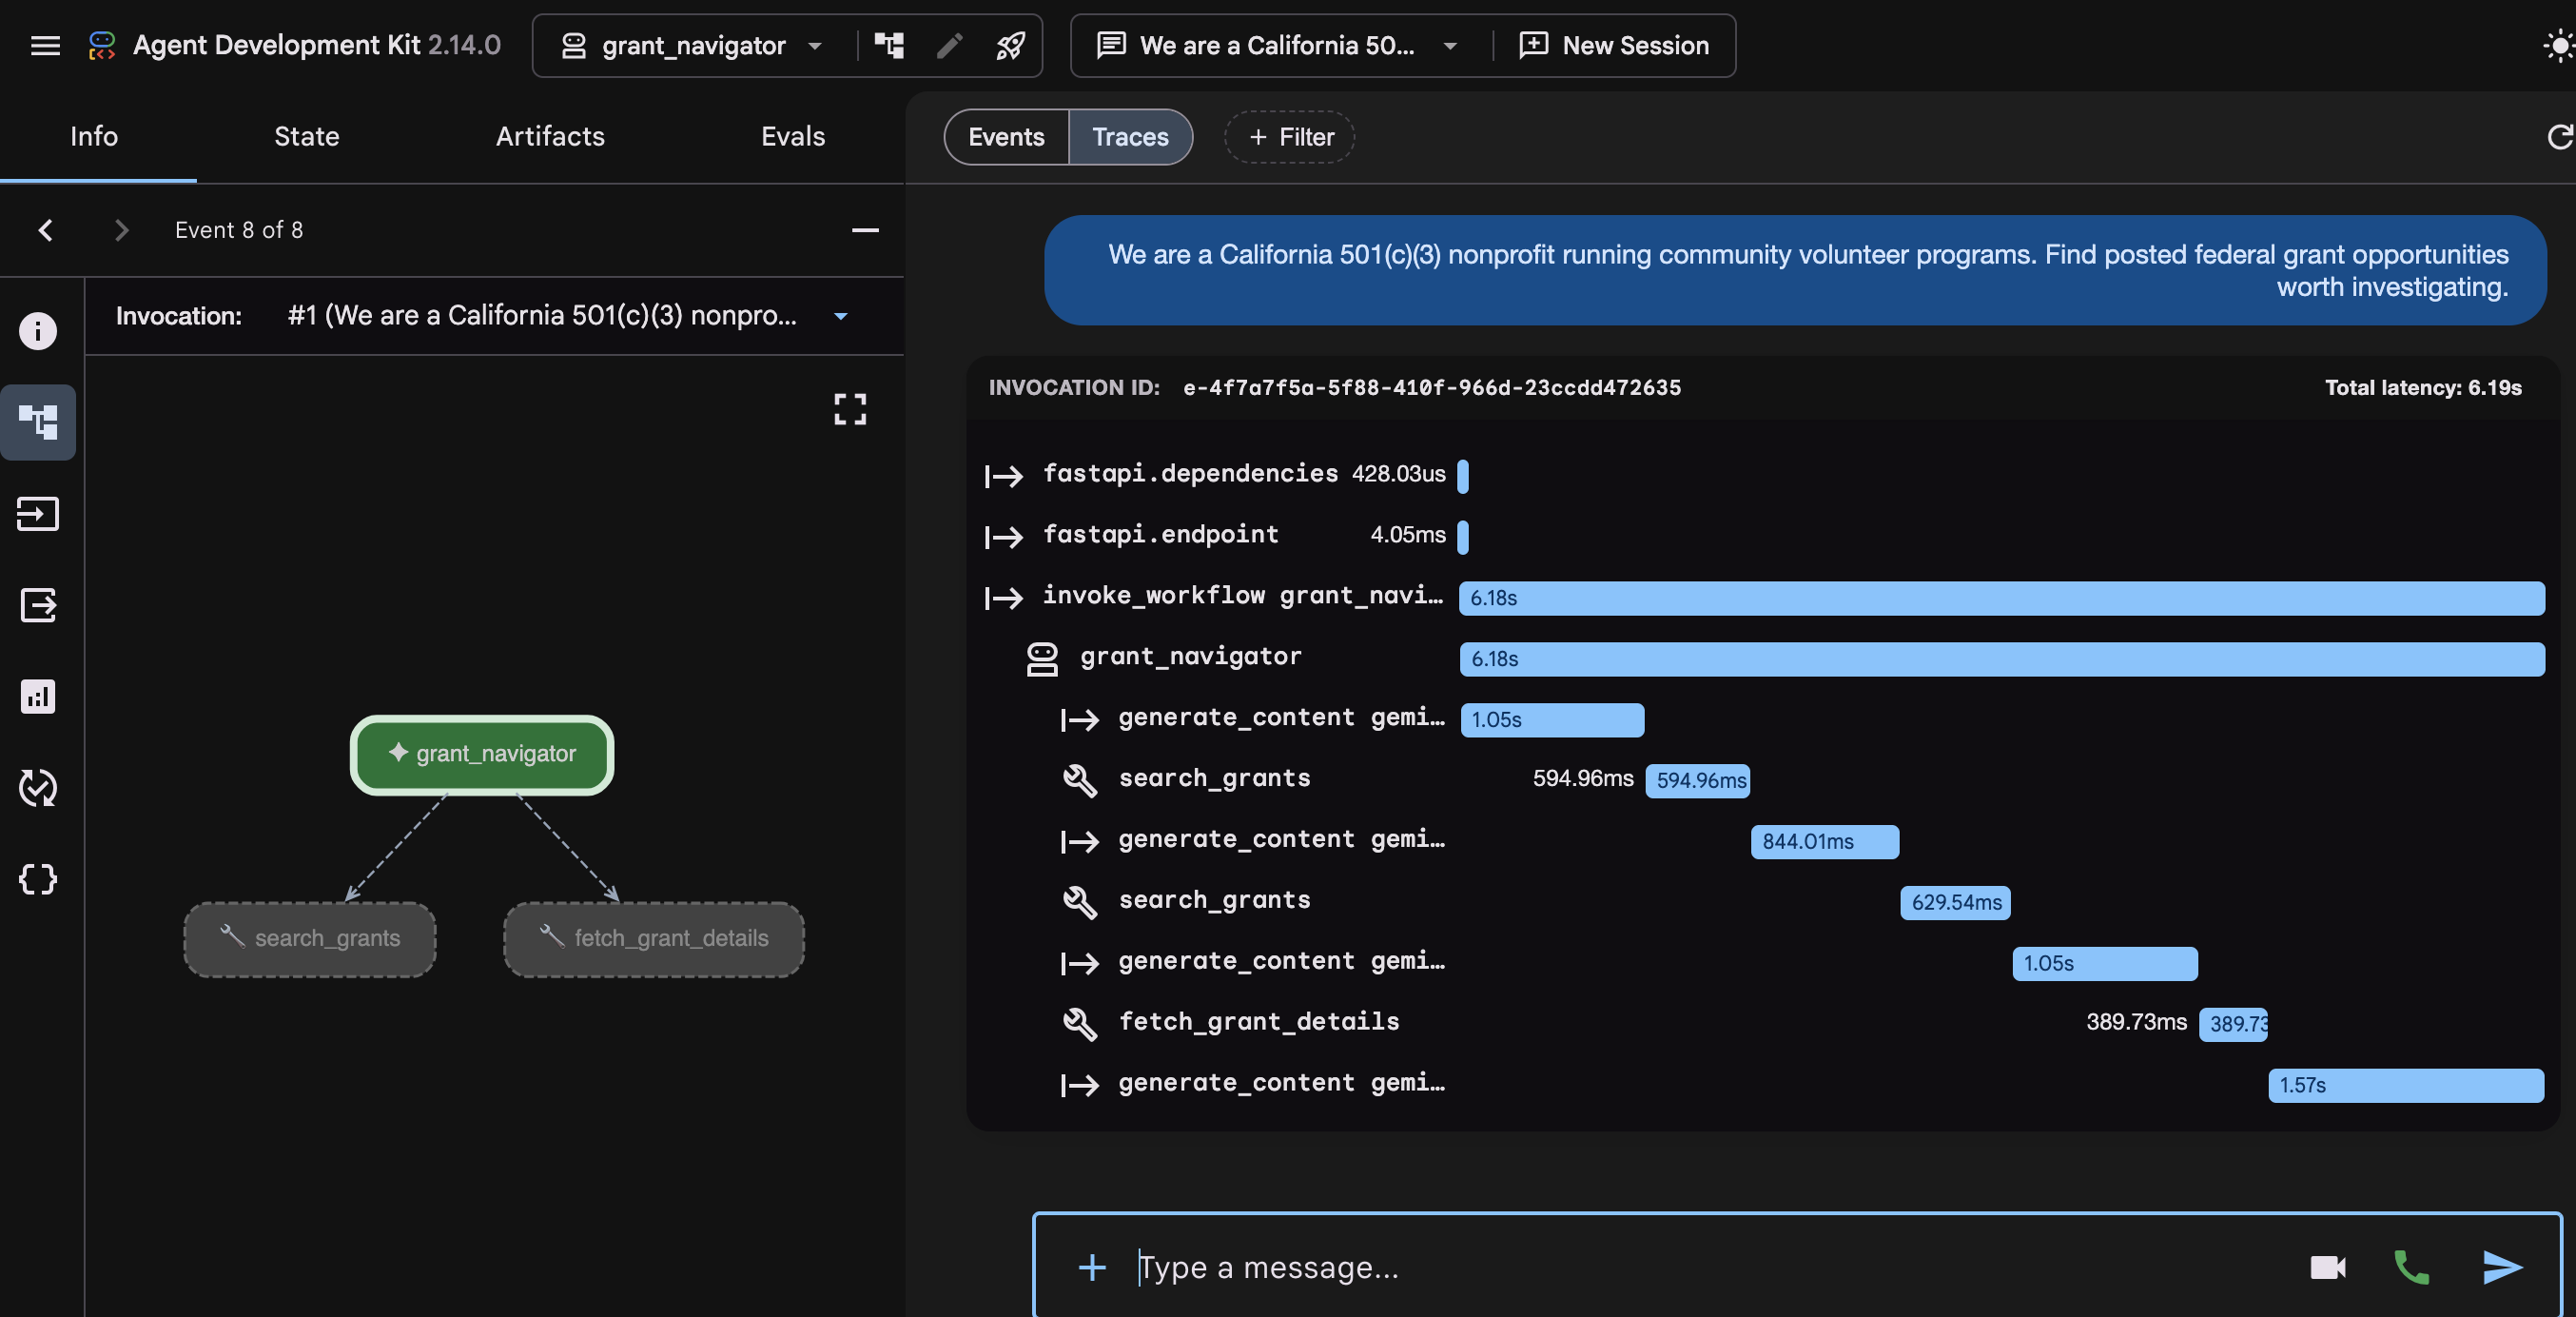 Agent Development Kit 2.14.0
grant_navigator
We are a California 50...
New Session
Info
State
Artifacts
Evals
Events
Traces
+ Filter
Event 8 of 8
Invocation:
#1 (We are a California 501(c)(3) nonpro...
grant_navigator
search_grants
fetch_grant_details
We are a California 501(c)(3) nonprofit running community volunteer programs. Find posted federal grant opportunities
worth investigating.
INVOCATION ID: e-4f7a7f5a-5f88-410f-966d-23ccdd472635
Total latency: 6.19s
fastapi.dependencies 428.03us
fastapi.endpoint 4.05ms
invoke_workflow grant_navi... 6.18s
grant_navigator 6.18s
generate_content gemi... 1.05s
search_grants 594.96ms 594.96ms
generate_content gemi... 844.01ms
search_grants 629.54ms
generate_content gemi... 1.05s
fetch_grant_details 389.73ms 389.73
generate_content gemi... 1.57s
Type a message...